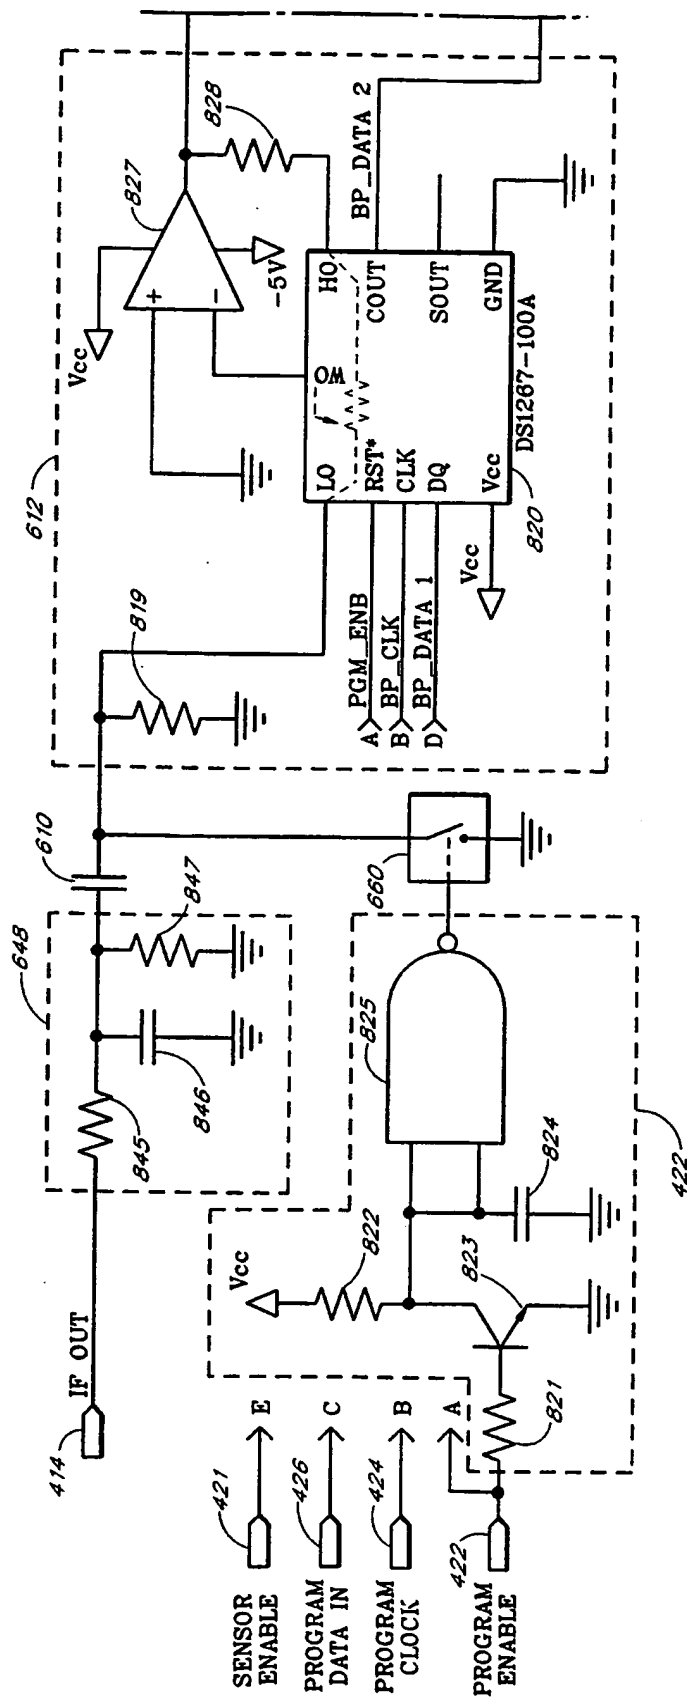 414
IF OUT
648
845
846
847
610
612
819
827
Vcc
+
−
-5V
828
LO
WO
HO
RST*
CLK
DQ
Vcc
COUT
SOUT
GND
DS1267-100A
820
BP_DATA 2
PGM_ENB
BP_CLK
BP_DATA 1
A
B
D
Vcc
660
825
824
822
823
821
422
Vcc
SENSOR
ENABLE
421
E
PROGRAM
DATA IN
426
C
PROGRAM
CLOCK
424
B
PROGRAM
ENABLE
422
A